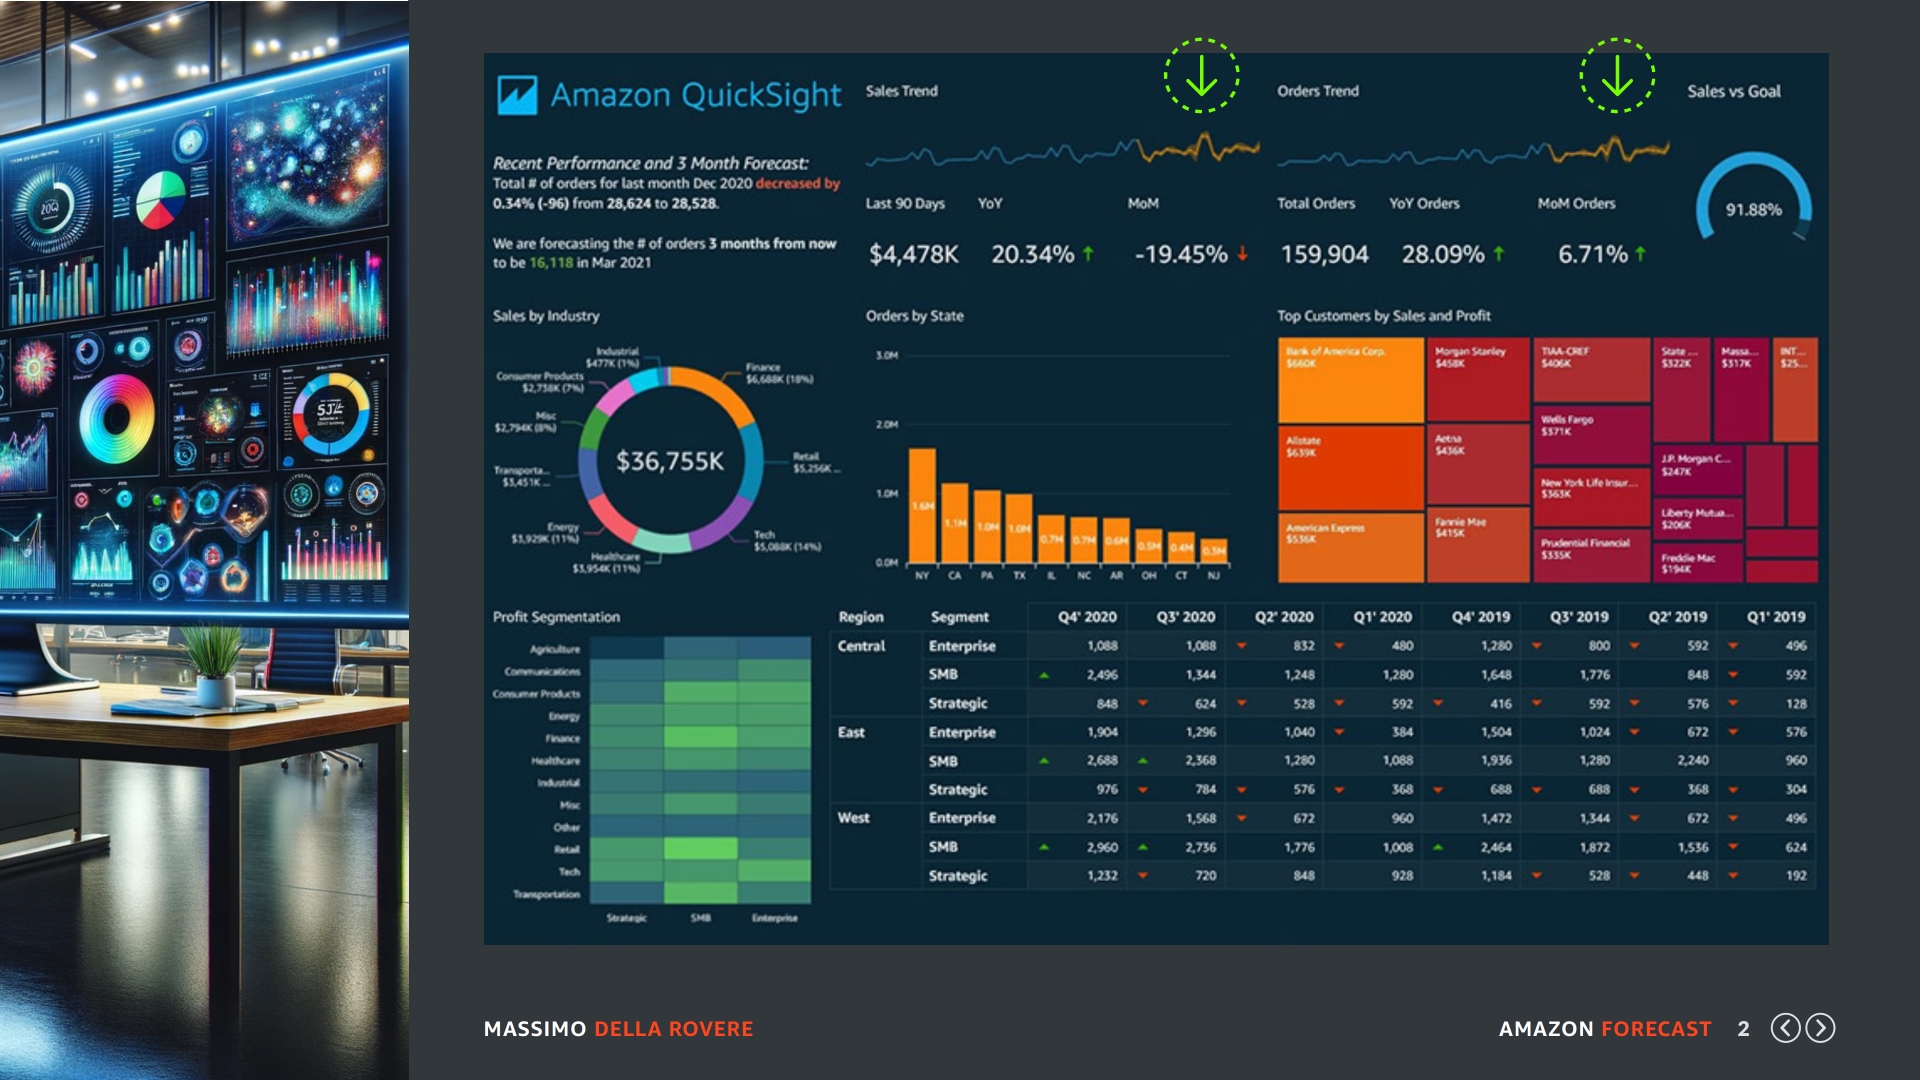 Amazon QuickSight
Recent Performance and 3 Month Forecast:
Total # of orders for last month Dec 2020 decreased by
0.34% (-96) from 28,624 to 28,528.
We are forecasting the # of orders 3 months from now
to be 16,118 in Mar 2021
Sales Trend
Last 90 Days YoY MoM
$4,478K 20.34% -19.45%
Orders Trend
Total Orders YoY Orders MoM Orders
159,904 28.09% 6.71%
Sales vs Goal
91.88%
Sales by Industry
Industrial
$477K (1%)
Finance
$6,688K (18%)
Consumer Products
$2,738K (7%)
Misc
$2,794K (8%)
Retail
$5,256K ...
$36,755K
Transporta...
$3,451K ...
Energy
$3,929K (11%)
Tech
$5,088K (14%)
Healthcare
$3,954K (11%)
Orders by State
3.0M
2.0M
1.0M
0.0M
1.6M 1.1M 1.0M 1.0M 0.7M 0.7M 0.6M 0.5M 0.4M 0.3M
NY CA PA TX IL NC AR OH CT NJ
Top Customers by Sales and Profit
Bank of America Corp.
$660K
Allstate
$639K
American Express
$536K
Morgan Stanley
$458K
Aetna
$436K
Fannie Mae
$415K
TIAA-CREF
$406K
Wells Fargo
$371K
New York Life Insur...
$363K
Prudential Financial
$335K
State ...
$322K
Massa...
$317K
INT...
$25...
J.P. Morgan C...
$247K
Liberty Mutua...
$206K
Freddie Mac
$194K
Profit Segmentation
Agriculture
Communications
Consumer Products
Energy
Finance
Healthcare
Industrial
Misc
Other
Retail
Tech
Transportation
Strategic SMB Enterprise
Region Segment Q4' 2020 Q3' 2020 Q2' 2020 Q1' 2020 Q4' 2019 Q3' 2019 Q2' 2019 Q1' 2019
Central Enterprise 1,088 1,088 832 480 1,280 800 592 496
SMB 2,496 1,344 1,248 1,280 1,648 1,776 848 592
Strategic 848 624 528 592 416 592 576 128
East Enterprise 1,904 1,296 1,040 384 1,504 1,024 672 576
SMB 2,688 2,368 1,280 1,088 1,936 1,280 2,240 960
Strategic 976 784 576 368 688 688 368 304
West Enterprise 2,176 1,568 672 960 1,472 1,344 672 496
SMB 2,960 2,736 1,776 1,008 2,464 1,872 1,536 624
Strategic 1,232 720 848 928 1,184 528 448 192
MASSIMO DELLA ROVERE
AMAZON FORECAST 2